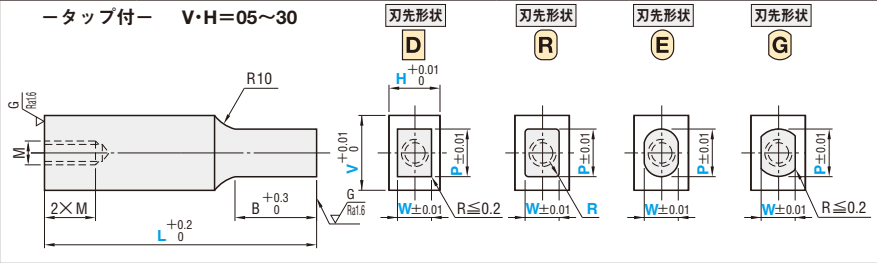 −タップ付− V・H=05〜30
刃先形状 刃先形状 刃先形状 刃先形状
D R E G
H +0.01 0
R10
G Ra1.6
M
2×M
B +0.3 0
L +0.2 0
G Ra1.6
V +0.01 0
P±0.01
W±0.01
R≦0.2
P±0.01
W±0.01
R
P±0.01
W±0.01
P±0.01
W±0.01
R≦0.2